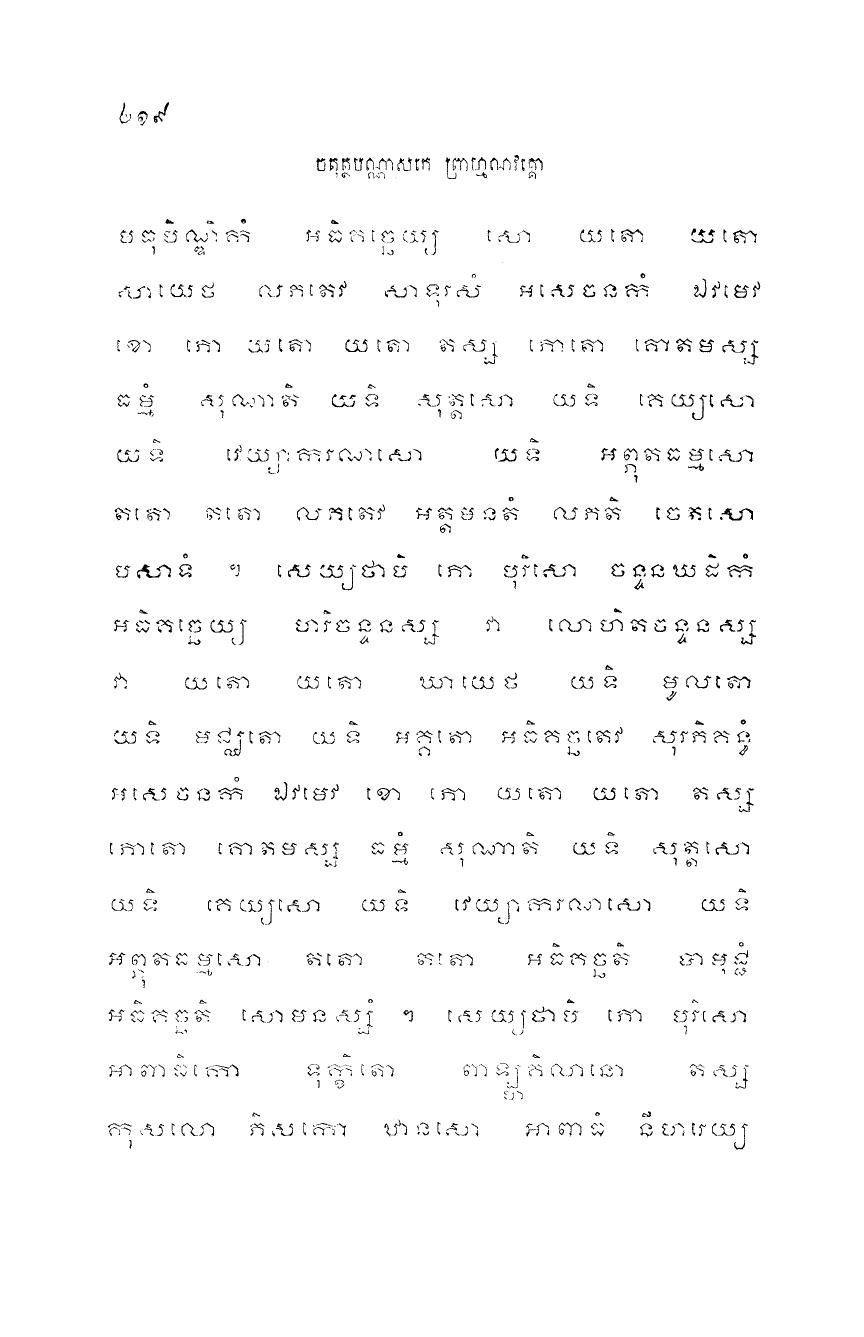 ៤១៩
ចតុត្ថបណ្ណាសកេ ព្រាហ្មណវគ្គោ
មធុបិណ្ឌិកំ អធិគច្ឆេយ្យ សោ យតោ យតោ
សាយេថ លភតេវ សាទុរសំ អសេចនកំ ឯវមេវ
ខោ ភោ យតោ យតោ តស្ស ភោតោ គោតមស្ស
ធម្មំ សុណាតិ យទិ សុត្តសោ យទិ គេយ្យសោ
យទិ វេយ្យាករណសោ យទិ អព្ភុតធម្មសោ
តតោ តតោ លភតេវ អត្តមនតំ លភតិ ចេតសោ
បសាទំ ។ សេយ្យថាបិ ភោ បុរិសោ ចន្ទនឃដិកំ
អធិគច្ឆេយ្យ ហរិចន្ទនស្ស វា លោហិតចន្ទនស្ស
វា យតោ យតោ ឃាយេថ យទិ មូលតោ
យទិ មជ្ឈតោ យទិ អគ្គតោ អធិគច្ឆតេវ សុរភិគន្ធំ
អសេចនកំ ឯវមេវ ខោ ភោ យតោ យតោ តស្ស
ភោតោ គោតមស្ស ធម្មំ សុណាតិ យទិ សុត្តសោ
យទិ គេយ្យសោ យទិ វេយ្យាករណសោ យទិ
អព្ភុតធម្មសោ តតោ តតោ អធិគច្ឆតិ បាមុជ្ជំ
អធិគច្ឆតិ សោមនស្សំ ។ សេយ្យថាបិ ភោ បុរិសោ
អាពាធិកោ ទុក្ខិតោ ពាឡ្ហគិលានោ តស្ស
កុសលោ ភិសក្កោ ឋានសោ អាពាធំ នីហរេយ្យ